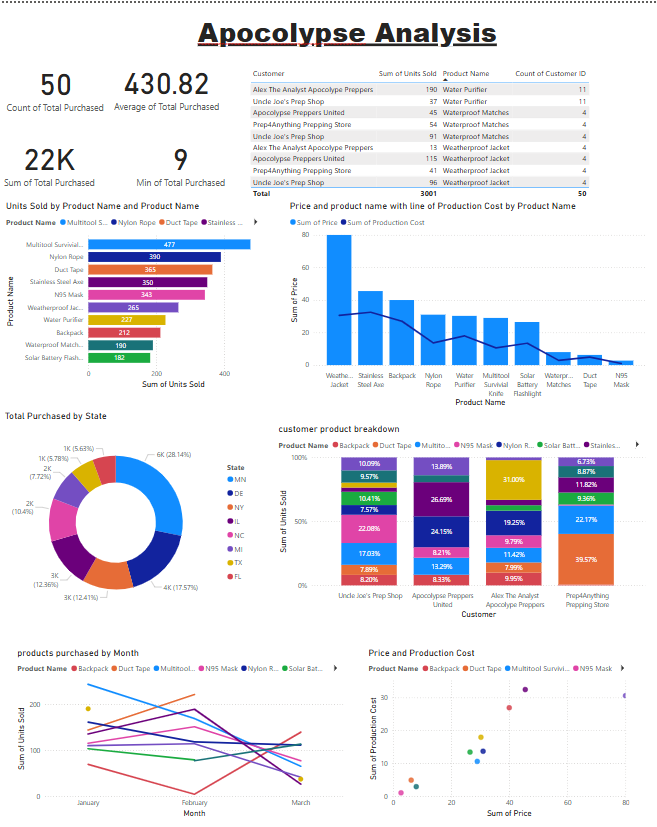 Apocolypse Analysis
50
Count of Total Purchased
430.82
Average of Total Purchased
22K
Sum of Total Purchased
9
Min of Total Purchased
Customer Sum of Units Sold Product Name Count of Customer ID
Alex The Analyst Apocolype Preppers 190 Water Purifier 11
Uncle Joe's Prep Shop 37 Water Purifier 11
Apocolypse Preppers United 45 Waterproof Matches 4
Prep4Anything Prepping Store 54 Waterproof Matches 4
Uncle Joe's Prep Shop 91 Waterproof Matches 4
Alex The Analyst Apocolype Preppers 13 Weatherproof Jacket 4
Apocolypse Preppers United 115 Weatherproof Jacket 4
Prep4Anything Prepping Store 41 Weatherproof Jacket 4
Uncle Joe's Prep Shop 96 Weatherproof Jacket 4
Total 3001 50
Units Sold by Product Name and Product Name
Product Name Multitool S... Nylon Rope Duct Tape Stainless ...
Product Name
Multitool Survivial... 477
Nylon Rope 390
Duct Tape 365
Stainless Steel Axe 350
N95 Mask 343
Weatherproof Jac... 265
Water Purifier 227
Backpack 212
Waterproof Match... 190
Solar Battery Flash... 182
0 200 400
Sum of Units Sold
Price and product name with line of Production Cost by Product Name
Sum of Price Sum of Production Cost
Sum of Price
80
60
40
20
0
Weathe... Jacket
Stainless Steel Axe
Backpack
Nylon Rope
Water Purifier
Multitool Survivial Knife
Solar Battery Flashlight
Waterpr... Matches
Duct Tape
N95 Mask
Product Name
Total Purchased by State
6K (28.14%)
4K (17.57%)
3K (12.41%)
3K (12.36%)
2K (10.4%)
2K (7.72%)
1K (5.78%)
1K (5.63%)
State
MN
DE
NY
IL
NC
MI
TX
FL
customer product breakdown
Product Name Backpack Duct Tape Multito... N95 Mask Nylon R... Solar Batt... Stainles...
Sum of Units Sold
100%
50%
0%
10.09%
9.57%
10.41%
7.57%
22.08%
17.03%
7.89%
8.20%
Uncle Joe's Prep Shop
13.89%
26.69%
24.15%
8.21%
13.29%
8.33%
Apocolypse Preppers United
31.00%
19.25%
9.79%
11.42%
7.99%
9.95%
Alex The Analyst Apocolype Preppers
6.73%
8.87%
11.82%
9.36%
22.17%
39.57%
Prep4Anything Prepping Store
Customer
products purchased by Month
Product Name Backpack Duct Tape Multitool... N95 Mask Nylon R... Solar Bat...
Sum of Units Sold
200
100
0
January February March
Month
Price and Production Cost
Product Name Backpack Duct Tape Multitool Survivi... N95 Mask
Sum of Production Cost
30
20
10
0
0 20 40 60 80
Sum of Price